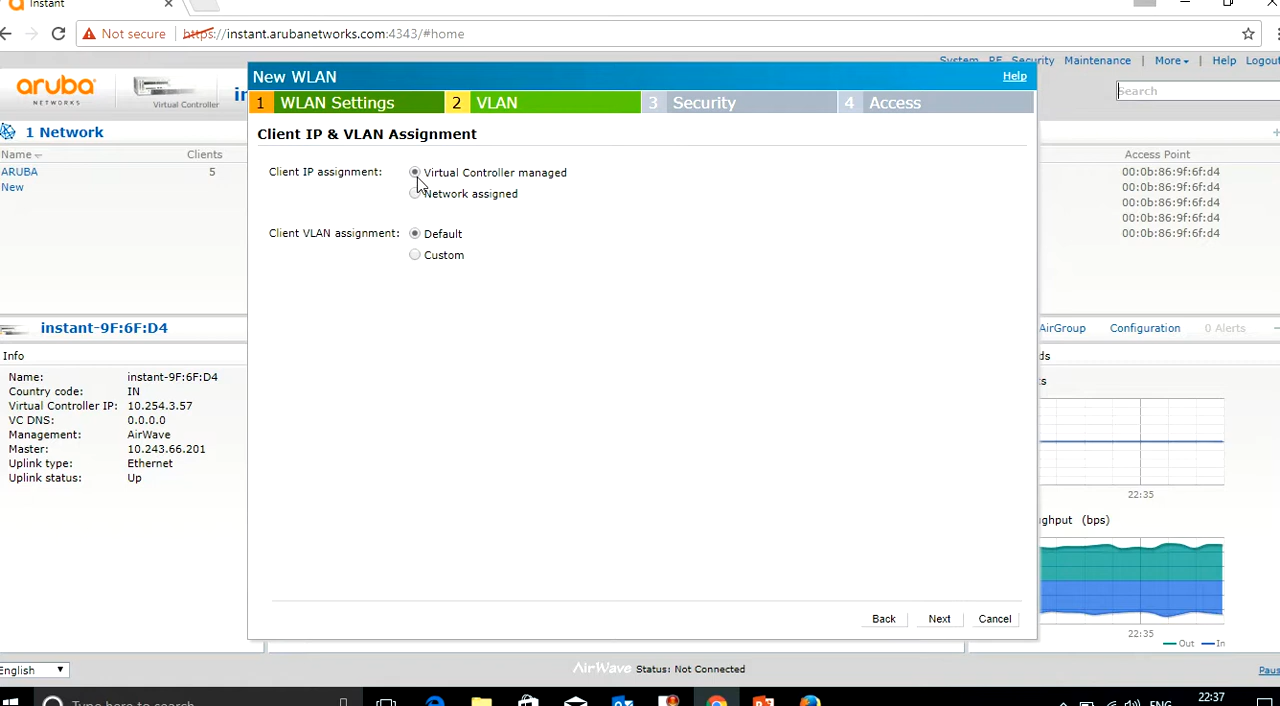 Instant
Not secure https://instant.arubanetworks.com:4343/#home
System RF Security Maintenance More Help Logout
aruba
NETWORKS
Virtual Controller
Search
New WLAN
Help
1 WLAN Settings 2 VLAN 3 Security 4 Access
Client IP & VLAN Assignment
Client IP assignment: Virtual Controller managed
Network assigned
Client VLAN assignment: Default
Custom
Back Next Cancel
1 Network
Name Clients
ARUBA 5
New
Access Point
00:0b:86:9f:6f:d4
00:0b:86:9f:6f:d4
00:0b:86:9f:6f:d4
00:0b:86:9f:6f:d4
00:0b:86:9f:6f:d4
instant-9F:6F:D4
AirGroup Configuration 0 Alerts
Info
Name: instant-9F:6F:D4
Country code: IN
Virtual Controller IP: 10.254.3.57
VC DNS: 0.0.0.0
Management: AirWave
Master: 10.243.66.201
Uplink type: Ethernet
Uplink status: Up
22:35
(bps)
22:35
Out In
English
AirWave Status: Not Connected
Type here to search
ENG
22:37